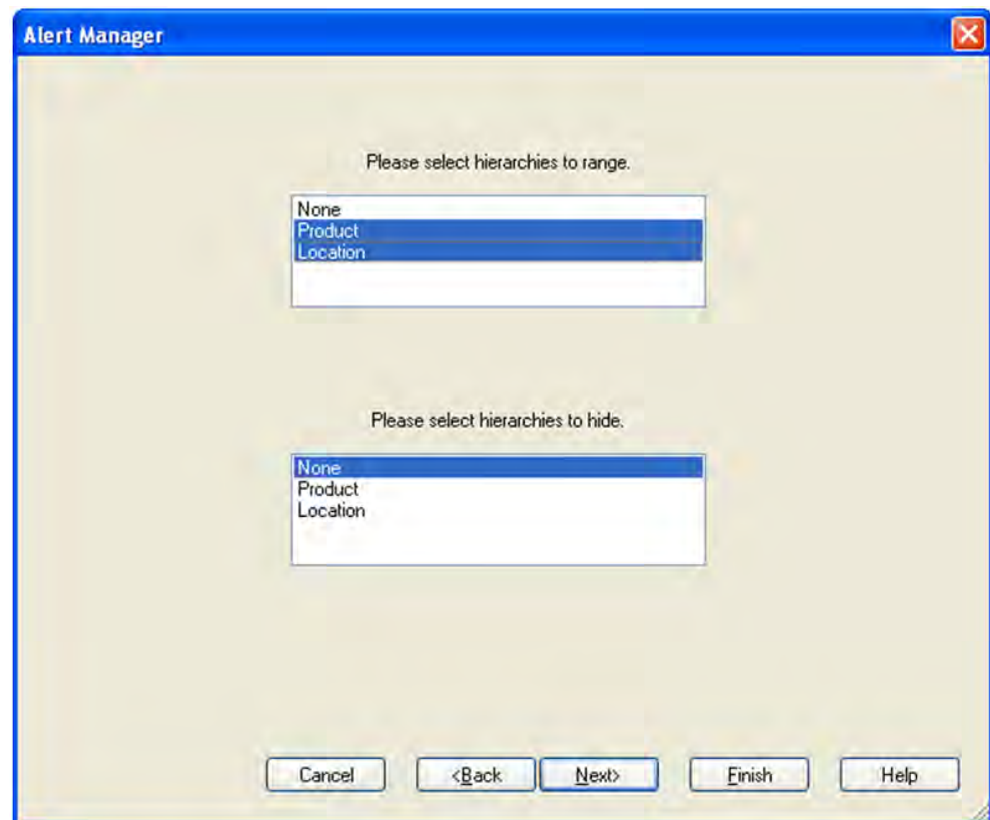 Alert Manager
Please select hierarchies to range.
None
Product
Location
Please select hierarchies to hide.
None
Product
Location
Cancel
<Back
Next>
Finish
Help